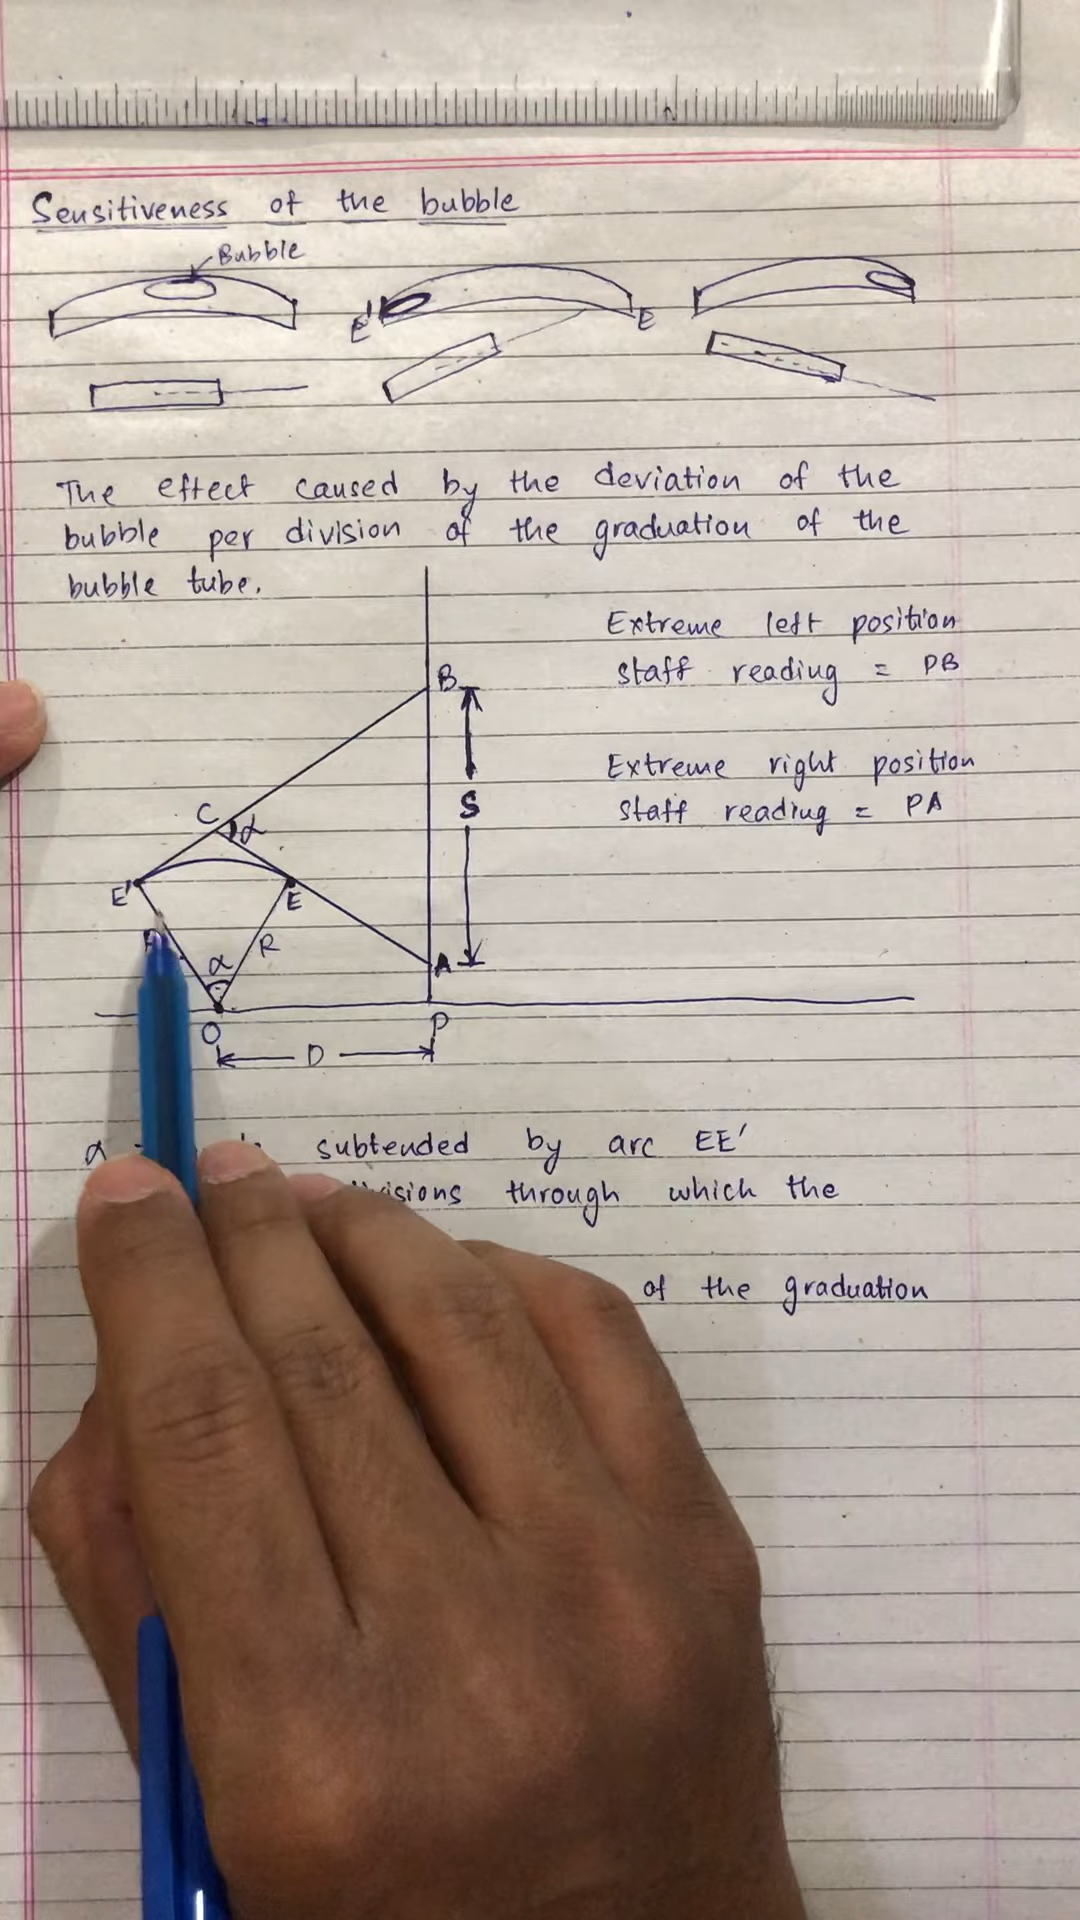 Sensitiveness of the bubble
Bubble
E'
E
The effect caused by the deviation of the
bubble per division of the graduation of the
bubble tube.
Extreme left position
staff reading = PB
Extreme right position
staff reading = PA
B
S
C
α
E'
E
R
α
A
O
P
D
α
subtended by arc EE'
divisions through which the
of the graduation